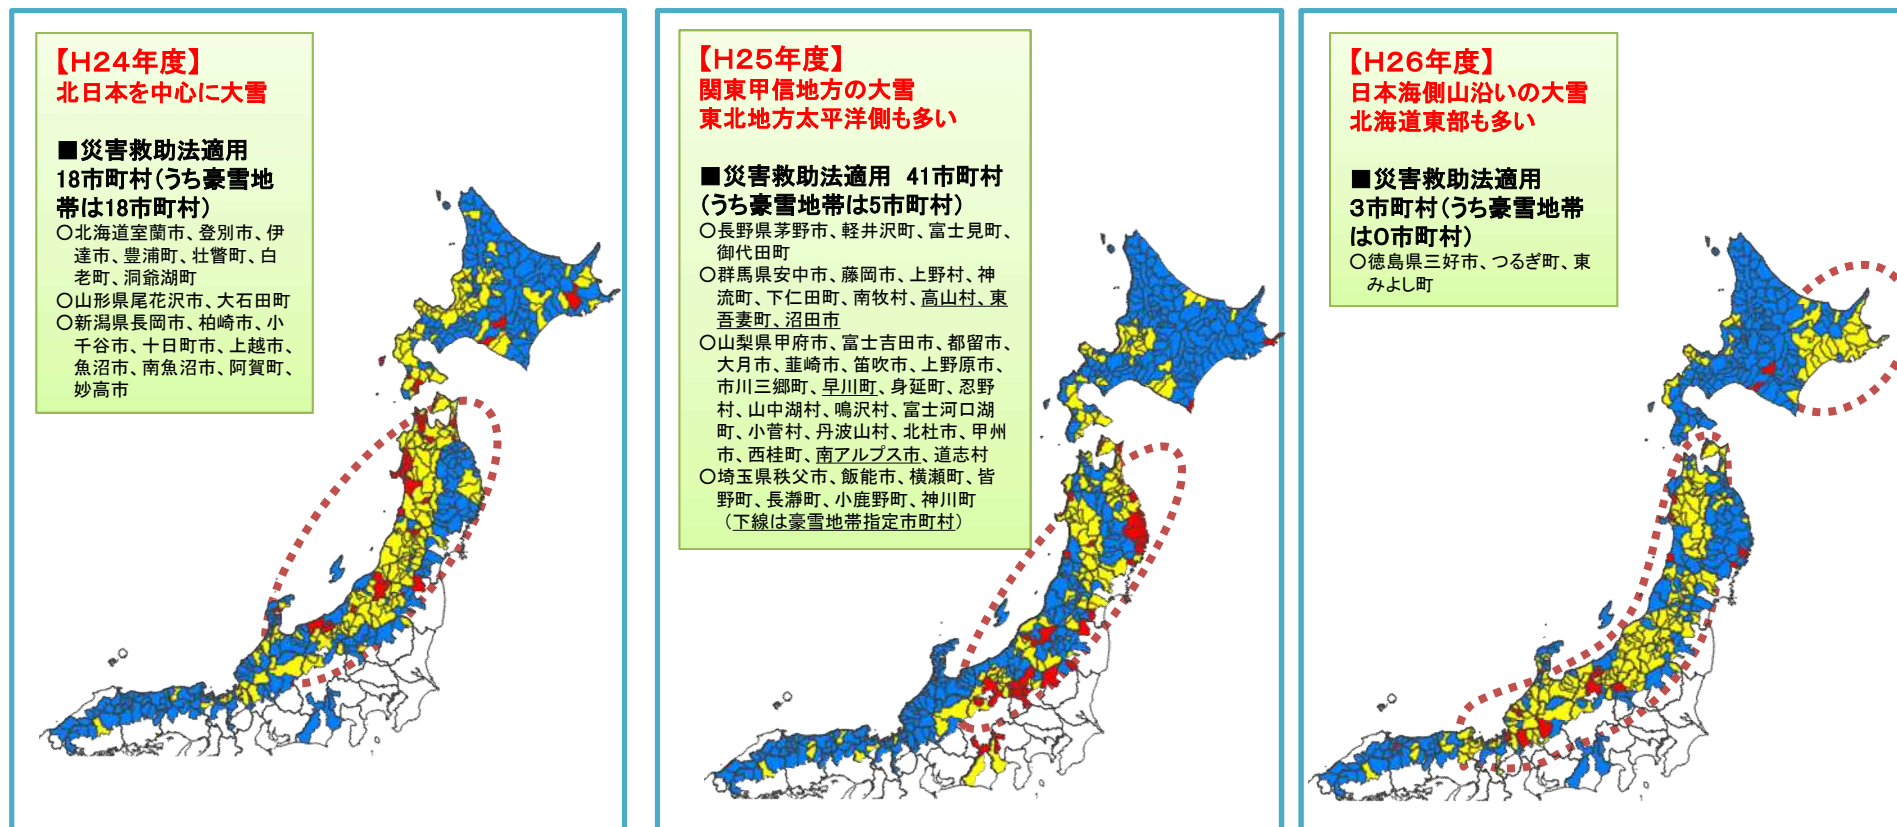 【H24年度】
北日本を中心に大雪
■災害救助法適用
18市町村(うち豪雪地
帯は18市町村)
○北海道室蘭市、登別市、伊
達市、豊浦町、壮瞥町、白
老町、洞爺湖町
○山形県尾花沢市、大石田町
○新潟県長岡市、柏崎市、小
千谷市、十日町市、上越市、
魚沼市、南魚沼市、阿賀町、
妙高市
【H25年度】
関東甲信地方の大雪
東北地方太平洋側も多い
■災害救助法適用 41市町村
(うち豪雪地帯は5市町村)
○長野県茅野市、軽井沢町、富士見町、
御代田町
○群馬県安中市、藤岡市、上野村、神
流町、下仁田町、南牧村、高山村、東
吾妻町、沼田市
○山梨県甲府市、富士吉田市、都留市、
大月市、韮崎市、笛吹市、上野原市、
市川三郷町、早川町、身延町、忍野
村、山中湖村、鳴沢村、富士河口湖
町、小菅村、丹波山村、北杜市、甲州
市、西桂町、南アルプス市、道志村
○埼玉県秩父市、飯能市、横瀬町、皆
野町、長瀞町、小鹿野町、神川町
(下線は豪雪地帯指定市町村)
【H26年度】
日本海側山沿いの大雪
北海道東部も多い
■災害救助法適用
3市町村(うち豪雪地帯
は0市町村)
○徳島県三好市、つるぎ町、東
みよし町